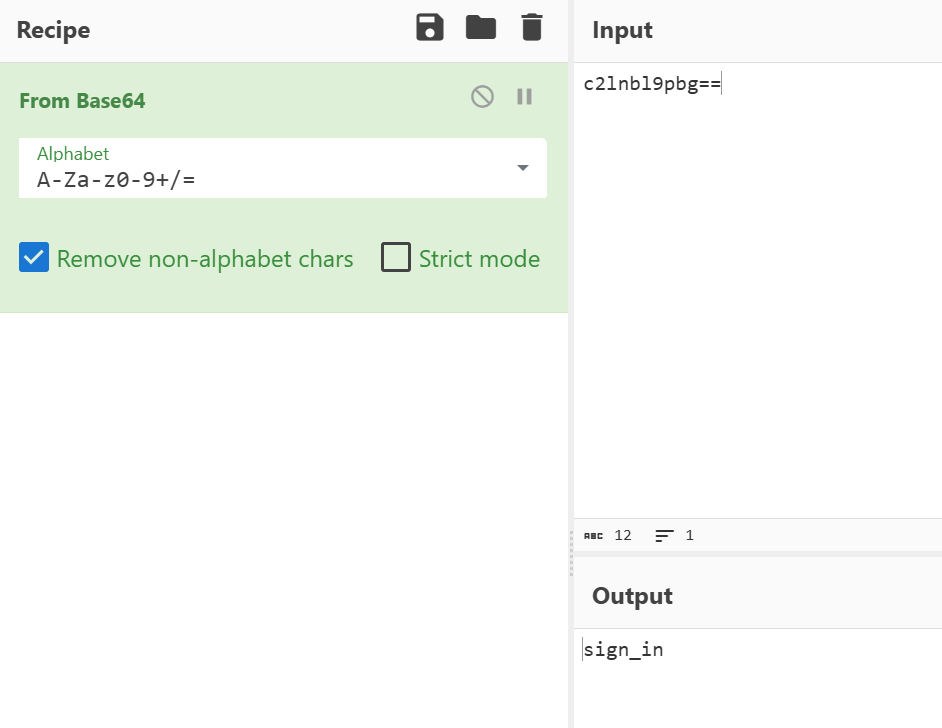 Recipe
From Base64
Alphabet
A-Za-z0-9+/=
Remove non-alphabet chars
Strict mode
Input
c2lnbl9pbg==
ABC 12
1
Output
sign_in